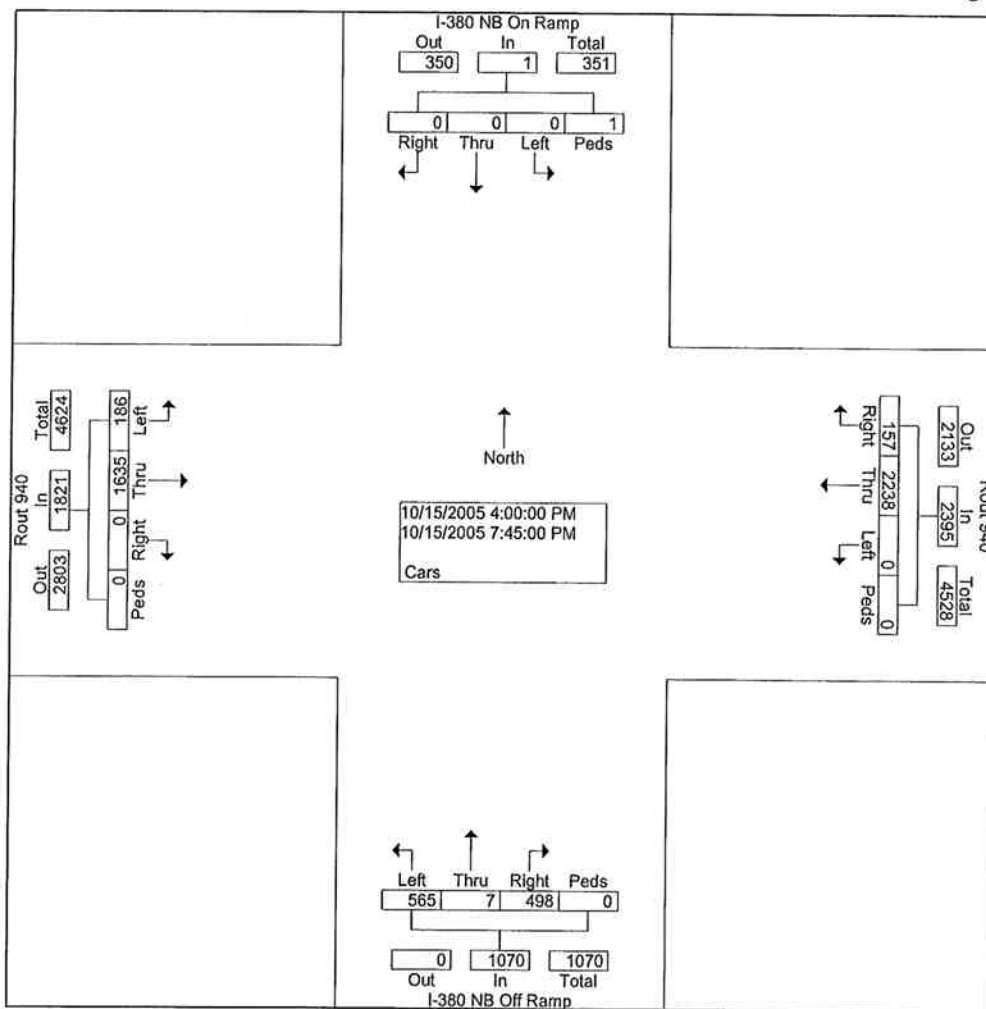 I-380 NB On Ramp
Out In Total
350 1 351
0 0 0 1
Right Thru Left Peds
Rout 940
Total In Out
4624 1821 2803
186 1635 0 0
Left Thru Right Peds
North
10/15/2005 4:00:00 PM
10/15/2005 7:45:00 PM
Cars
Right Thru Left Peds
157 2238 0 0
Out In Total
2133 2395 4528
Rout 940
Left Thru Right Peds
565 7 498 0
0 1070 1070
Out In Total
I-380 NB Off Ramp